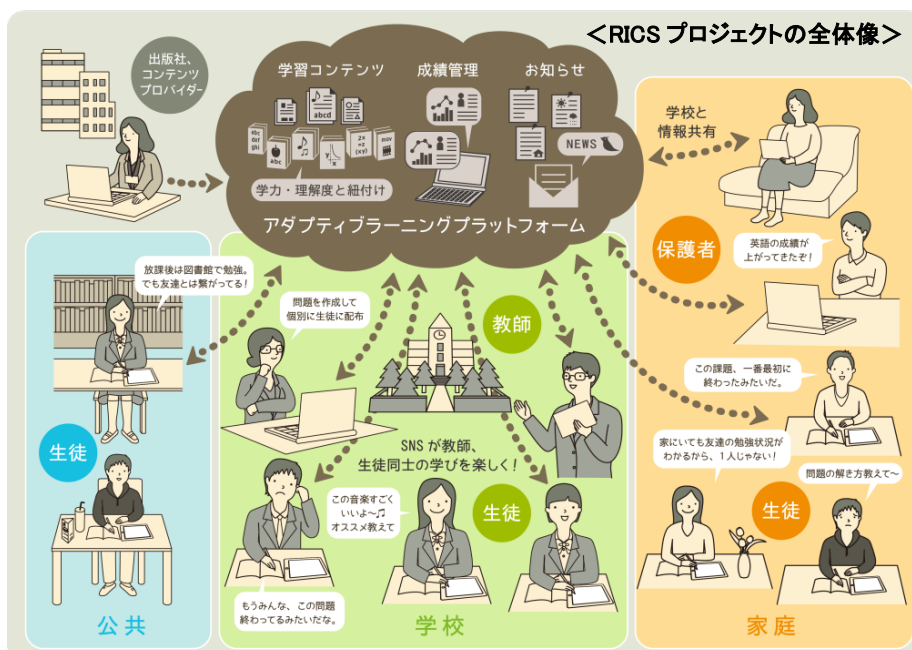 ＜RICS プロジェクトの全体像＞
出版社、
コンテンツ
プロバイダー
学習コンテンツ
成績管理
お知らせ
abcd
abc
def
ghi
abc
y
x
2x
=z
(xy)
mov
NEWS
学力・理解度と紐付け
アダプティブラーニングプラットフォーム
学校と
情報共有
保護者
英語の成績が
上がってきたぞ！
放課後は図書館で勉強。
でも友達とは繋がってる！
問題を作成して
個別に生徒に配布
教師
この課題、一番最初に
終わったみたいだ。
生徒
SNS が教師、
生徒同士の学びを楽しく！
家にいても友達の勉強状況が
わかるから、1人じゃない！
問題の解き方教えて〜
この音楽すごく
いいよ〜♫
オススメ教えて
生徒
生徒
もうみんな、この問題
終わってるみたいだな。
公共
学校
家庭